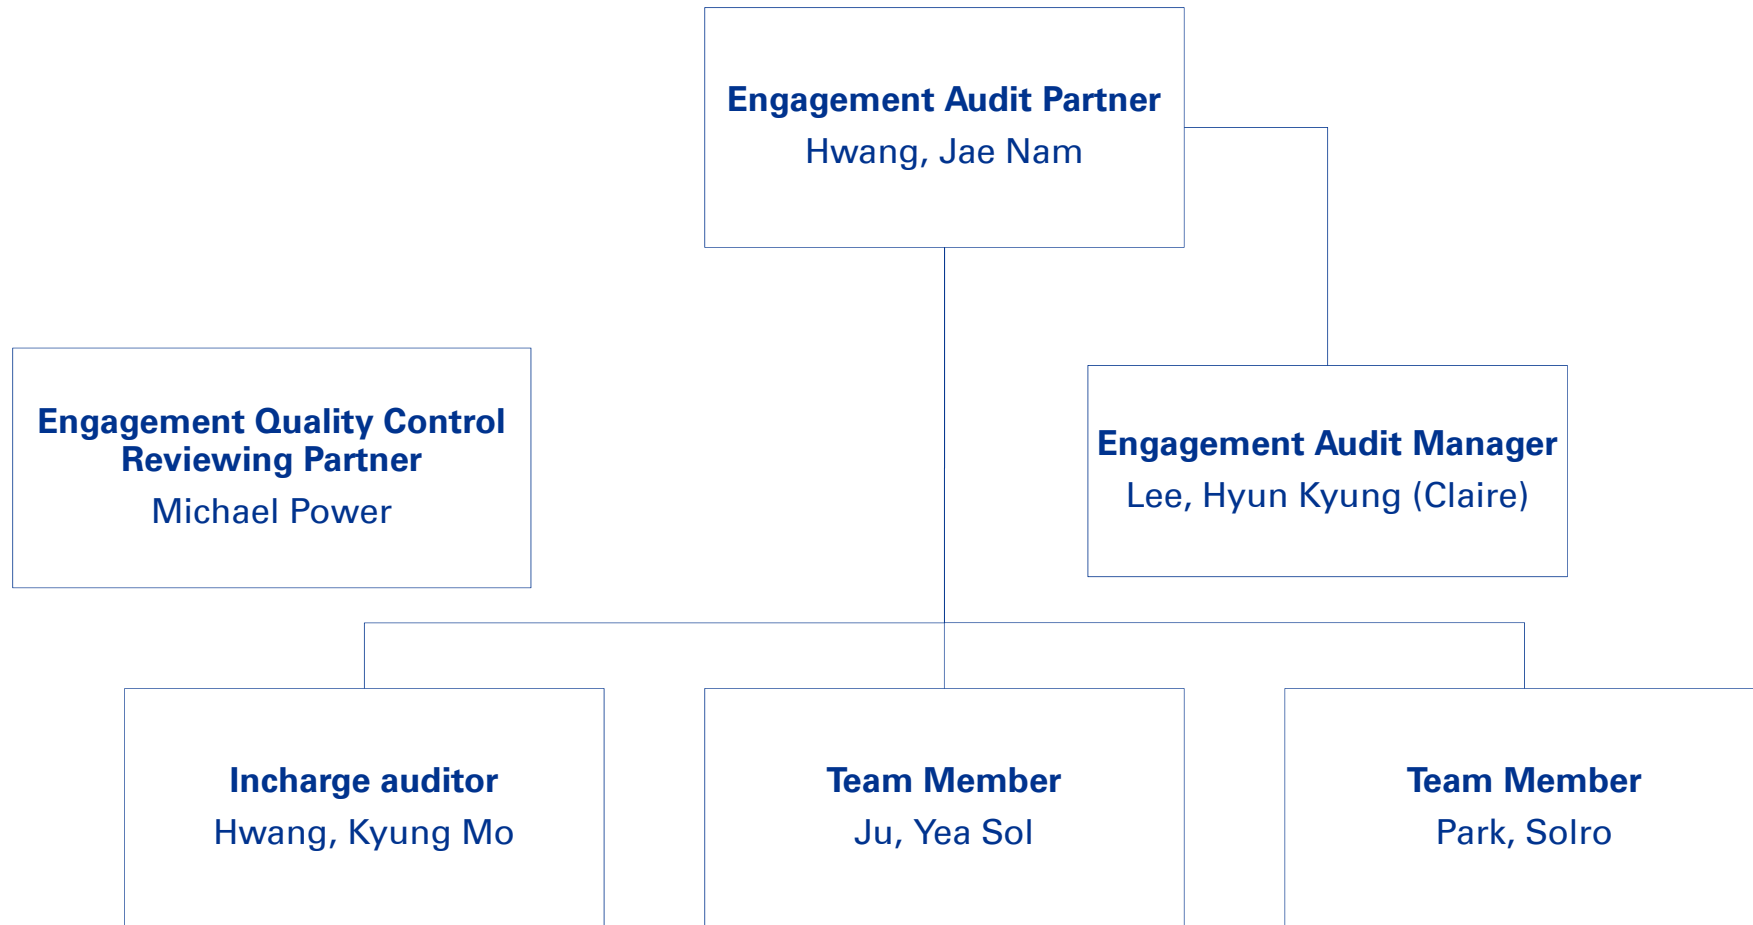 Engagement Audit Partner
Hwang, Jae Nam
Engagement Quality Control
Reviewing Partner
Michael Power
Engagement Audit Manager
Lee, Hyun Kyung (Claire)
Incharge auditor
Hwang, Kyung Mo
Team Member
Ju, Yea Sol
Team Member
Park, Solro